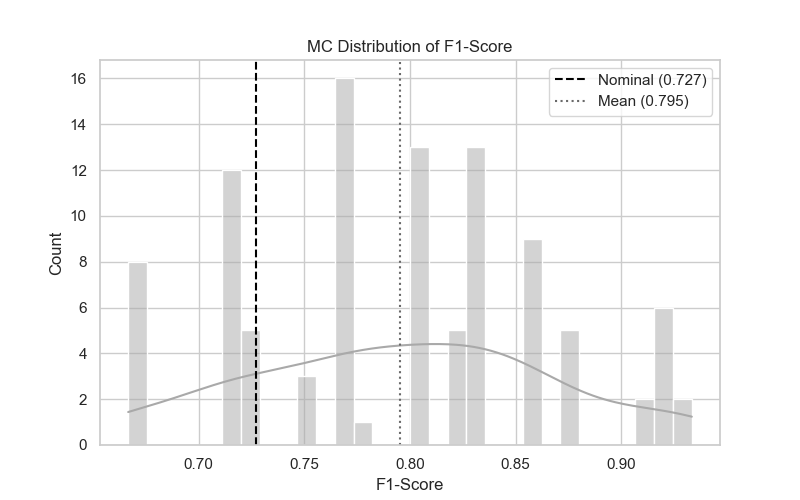 MC Distribution of F1-Score
Nominal (0.727)
Mean (0.795)
16
14
12
10
8
6
4
2
0
Count
0.70
0.75
0.80
0.85
0.90
F1-Score